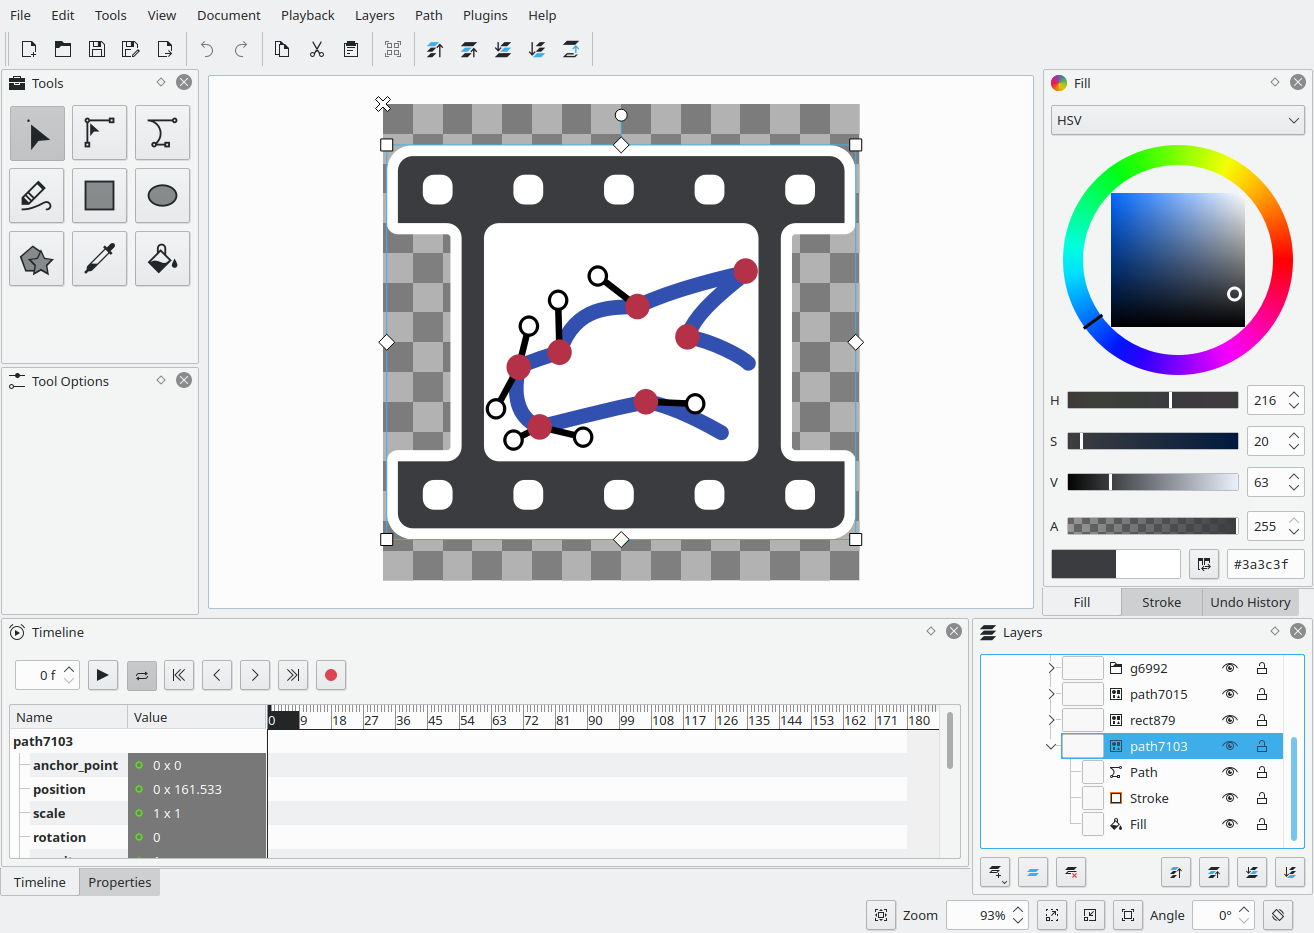 File Edit Tools View Document Playback Layers Path Plugins Help
Tools
Tool Options
Fill
HSV
H 216
S 20
V 63
A 255
#3a3c3f
Fill Stroke Undo History
Timeline
0 f
Name Value 0 9 18 27 36 45 54 63 72 81 90 99 108 117 126 135 144 153 162 171 180
path7103
anchor_point 0 x 0
position 0 x 161.533
scale 1 x 1
rotation 0
Timeline Properties
Layers
g6992
path7015
rect879
path7103
Path
Stroke
Fill
Zoom 93% Angle 0°